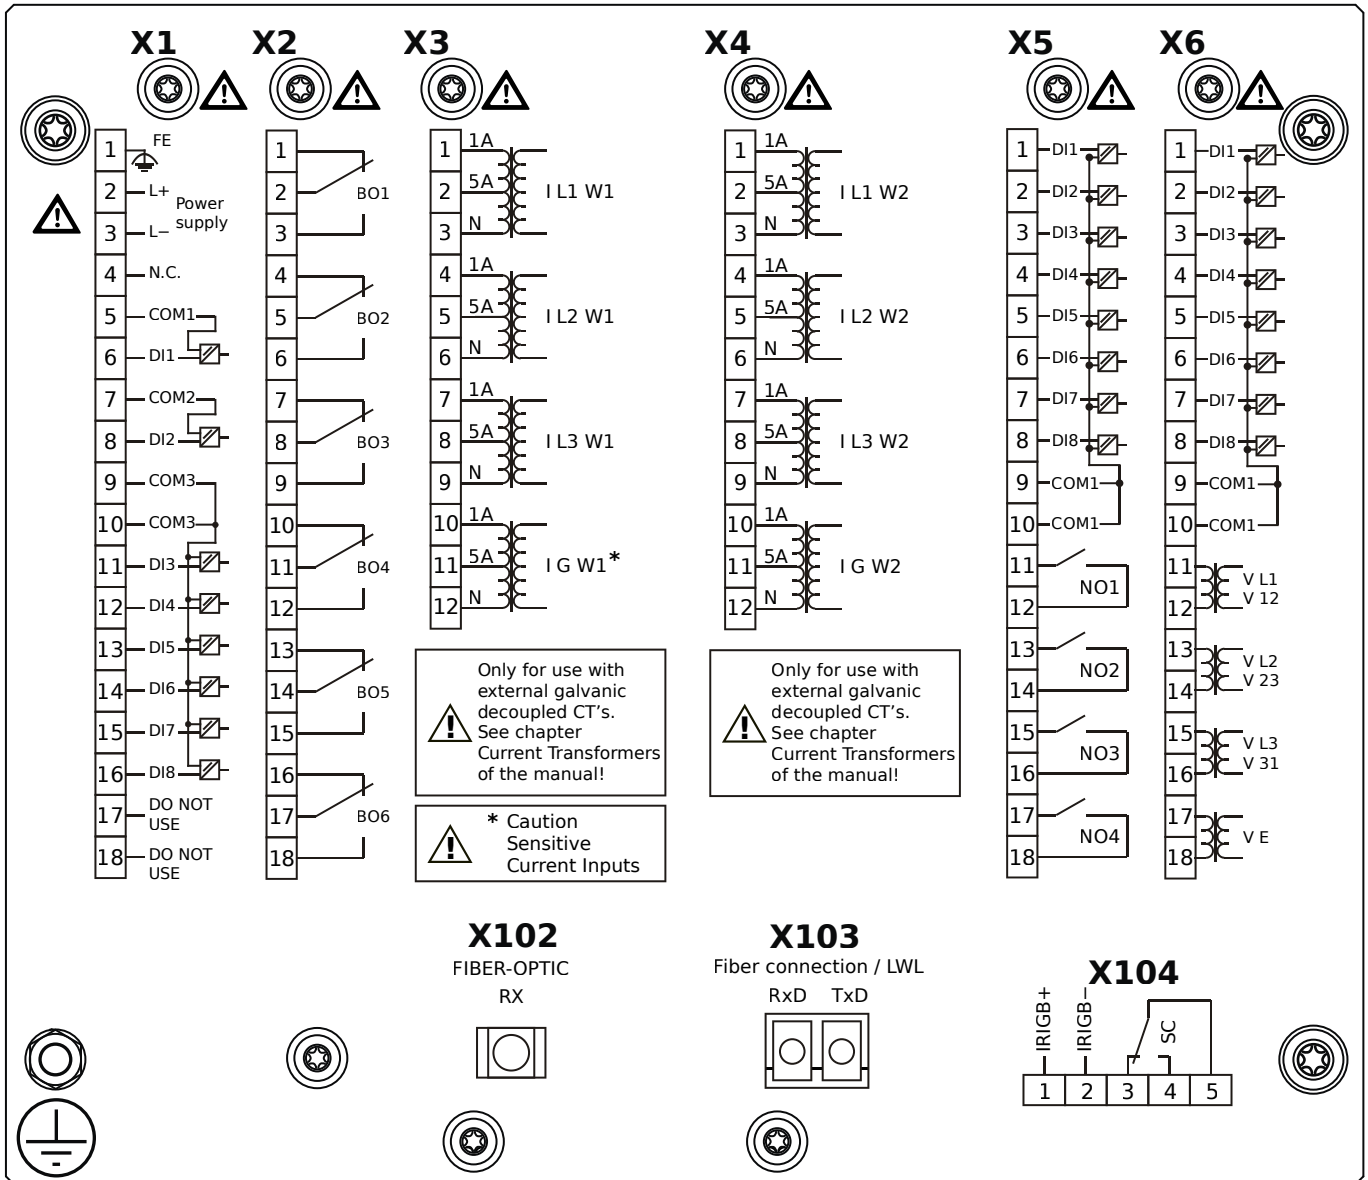 X1 X2 X3 X4 X5 X6
1 FE
2 L+ Power
supply
3 L−
4 N.C.
5 COM1
6 DI1
7 COM2
8 DI2
9 COM3
10 COM3
11 DI3
12 DI4
13 DI5
14 DI6
15 DI7
16 DI8
17 DO NOT
USE
18 DO NOT
USE
1
2 BO1
3
4
5 BO2
6
7
8 BO3
9
10
11 BO4
12
13
14 BO5
15
16
17 BO6
18
1 1A
2 5A I L1 W1
3 N
4 1A
5 5A I L2 W1
6 N
7 1A
8 5A I L3 W1
9 N
10 1A
11 5A I G W1*
12 N
Only for use with
external galvanic
decoupled CT's.
See chapter
Current Transformers
of the manual!
* Caution
Sensitive
Current Inputs
1 1A
2 5A I L1 W2
3 N
4 1A
5 5A I L2 W2
6 N
7 1A
8 5A I L3 W2
9 N
10 1A
11 5A I G W2
12 N
Only for use with
external galvanic
decoupled CT's.
See chapter
Current Transformers
of the manual!
1 DI1
2 DI2
3 DI3
4 DI4
5 DI5
6 DI6
7 DI7
8 DI8
9 COM1
10 COM1
11
NO1
12
13
NO2
14
15
NO3
16
17
NO4
18
1 DI1
2 DI2
3 DI3
4 DI4
5 DI5
6 DI6
7 DI7
8 DI8
9 COM1
10 COM1
11 V L1
12 V 12
13 V L2
14 V 23
15 V L3
16 V 31
17
V E
18
X102
FIBER-OPTIC
RX
X103
Fiber connection / LWL
RxD TxD
X104
IRIGB+
IRIGB−
SC
1 2 3 4 5